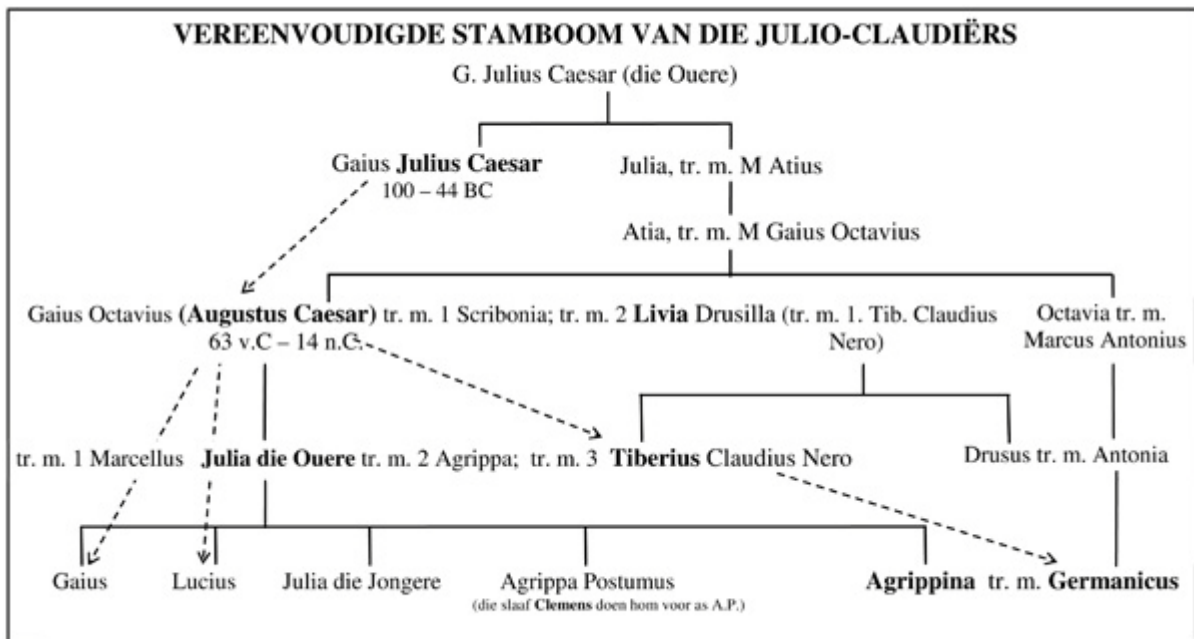 VEREENVOUDIGDE STAMBOOM VAN DIE JULIO-CLAUDIËRS
G. Julius Caesar (die Ouere)
Gaius Julius Caesar
100 – 44 BC
Julia, tr. m. M Atius
Atia, tr. m. M Gaius Octavius
Gaius Octavius (Augustus Caesar) tr. m. 1 Scribonia; tr. m. 2 Livia Drusilla (tr. m. 1. Tib. Claudius
Nero)
63 v.C – 14 n.C.
Octavia tr. m.
Marcus Antonius
tr. m. 1 Marcellus Julia die Ouere tr. m. 2 Agrippa; tr. m. 3 Tiberius Claudius Nero
Drusus tr. m. Antonia
Gaius
Lucius
Julia die Jongere
Agrippa Postumus
(die slaaf Clemens doen hom voor as A.P.)
Agrippina tr. m. Germanicus